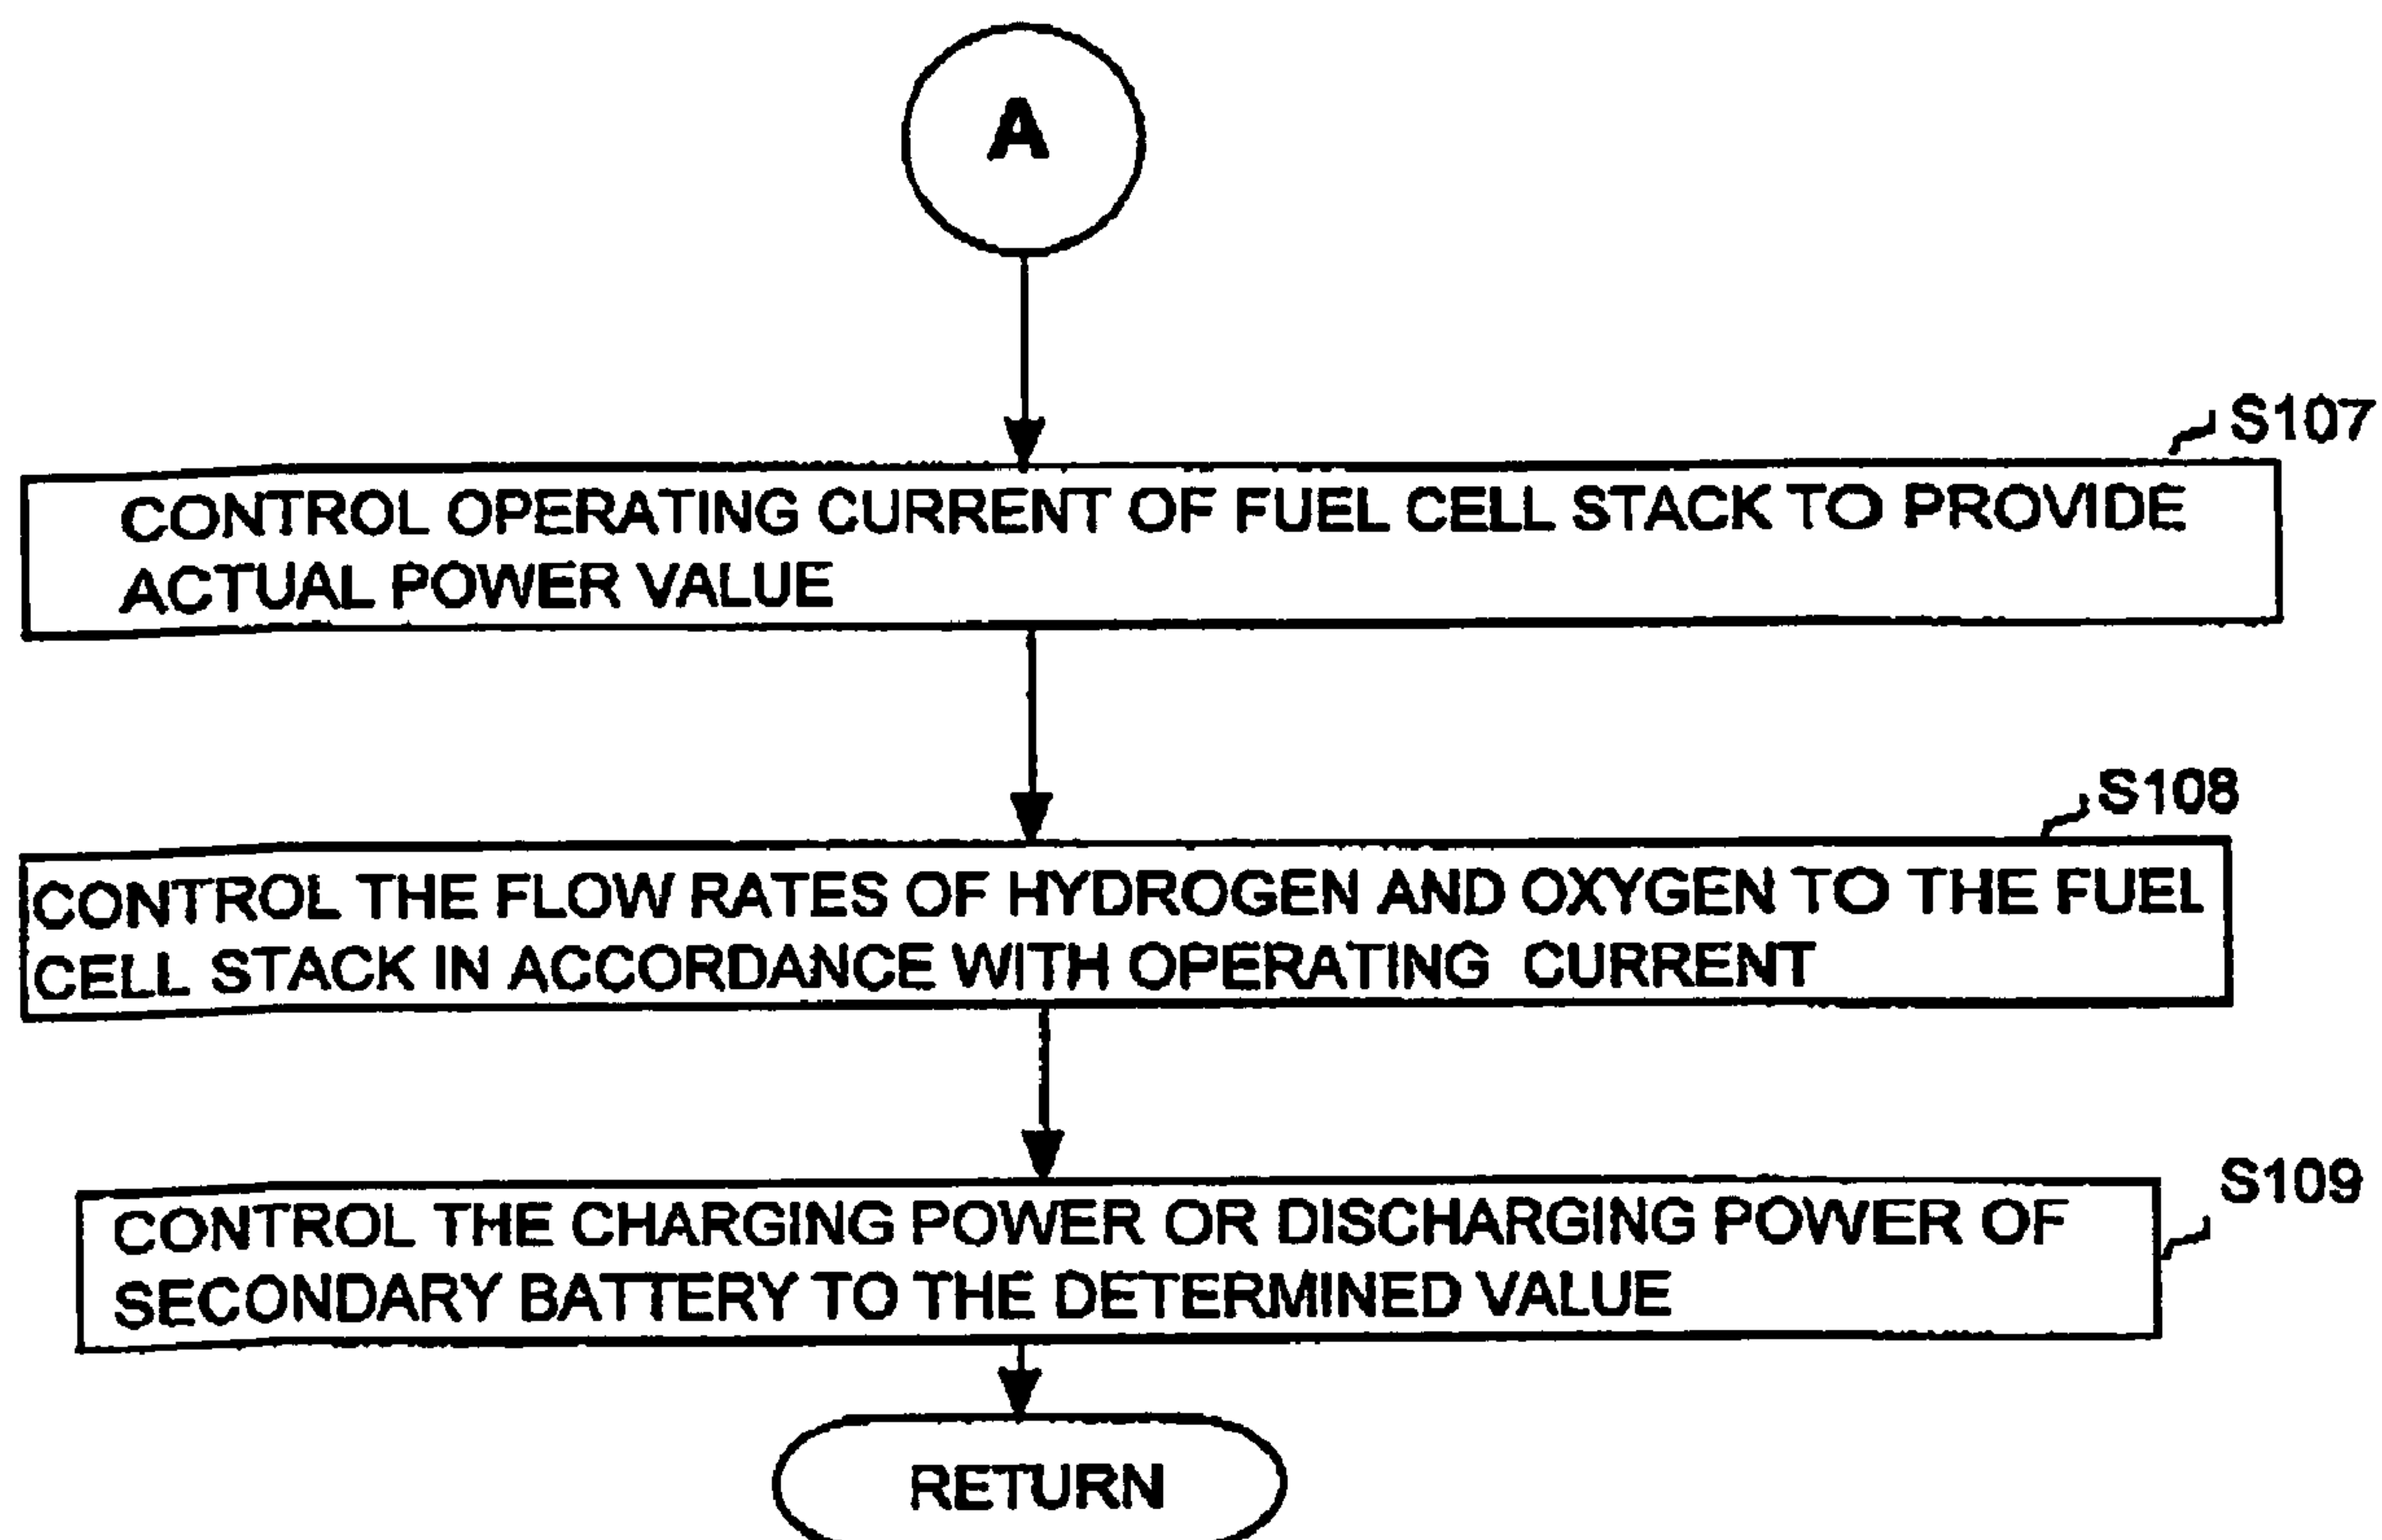 A
S107
CONTROL OPERATING CURRENT OF FUEL CELL STACK TO PROVIDE
ACTUAL POWER VALUE
S108
CONTROL THE FLOW RATES OF HYDROGEN AND OXYGEN TO THE FUEL
CELL STACK IN ACCORDANCE WITH OPERATING CURRENT
S109
CONTROL THE CHARGING POWER OR DISCHARGING POWER OF
SECONDARY BATTERY TO THE DETERMINED VALUE
RETURN